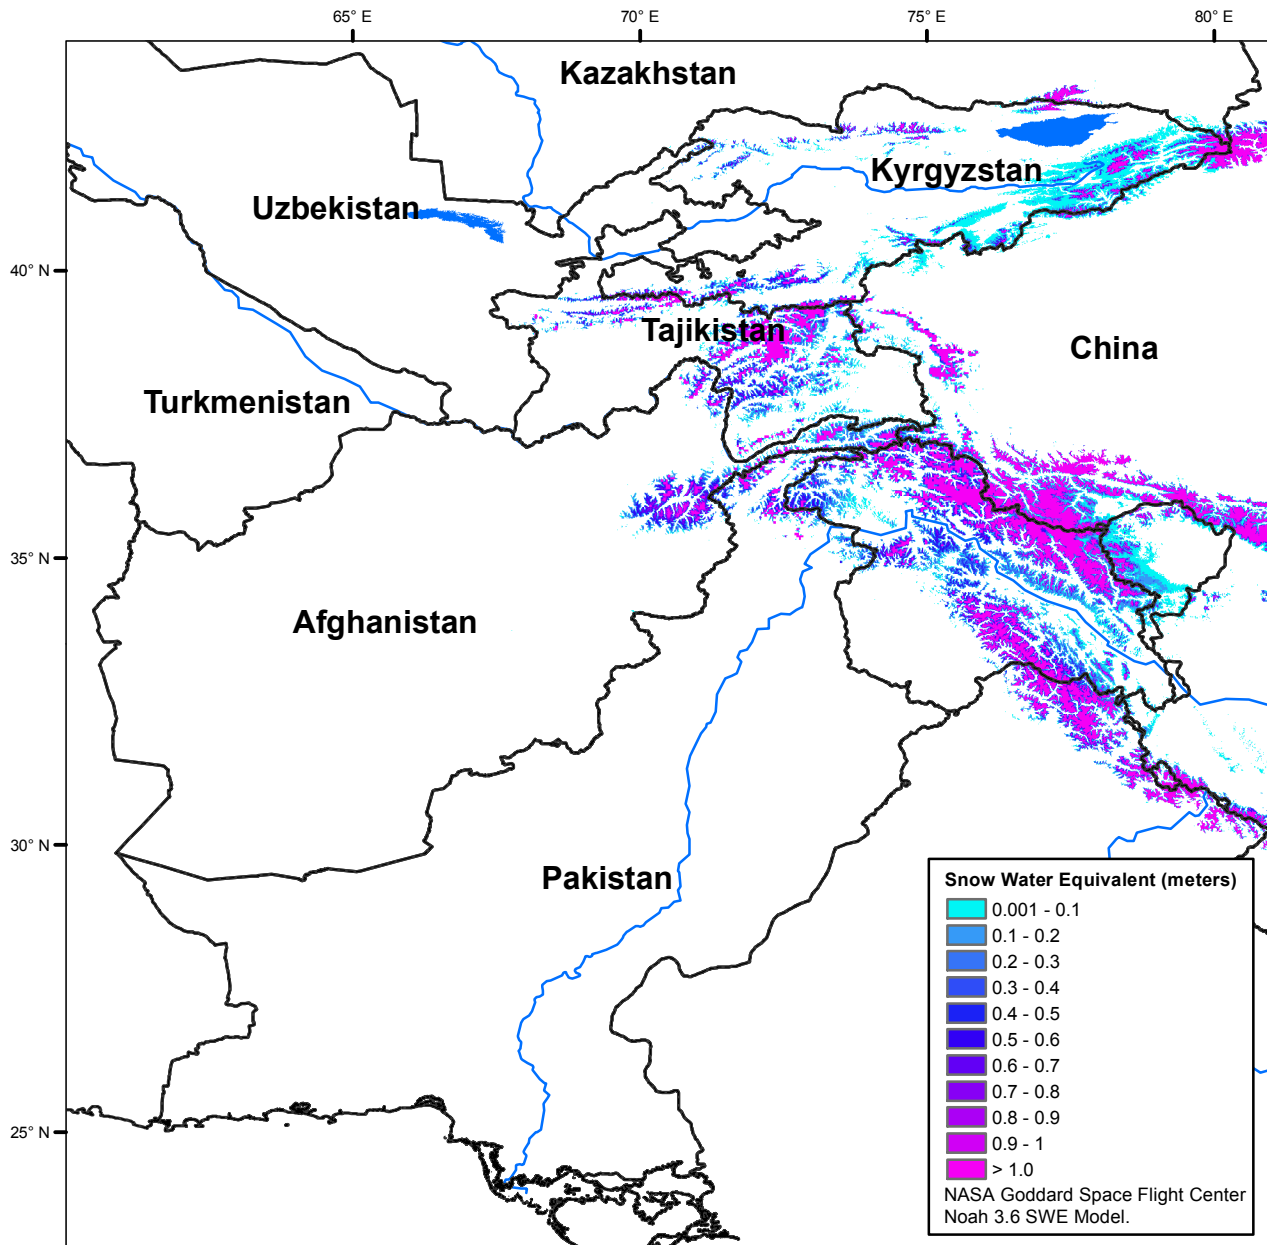 65° E
70° E
75° E
80° E
Kazakhstan
Kyrgyzstan
Uzbekistan
40° N
Tajikistan
China
Turkmenistan
35° N
Afghanistan
30° N
Pakistan
25° N
Snow Water Equivalent (meters)
0.001 - 0.1
0.1 - 0.2
0.2 - 0.3
0.3 - 0.4
0.4 - 0.5
0.5 - 0.6
0.6 - 0.7
0.7 - 0.8
0.8 - 0.9
0.9 - 1
> 1.0
NASA Goddard Space Flight Center
Noah 3.6 SWE Model.